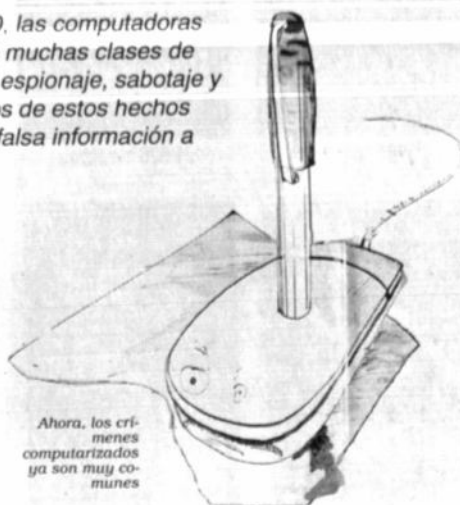 , las computadoras
muchas clases de
espionaje, sabotaje y
os de estos hechos
falsa información a
Ahora, los crí-
menes
computarizados
ya son muy co-
munes